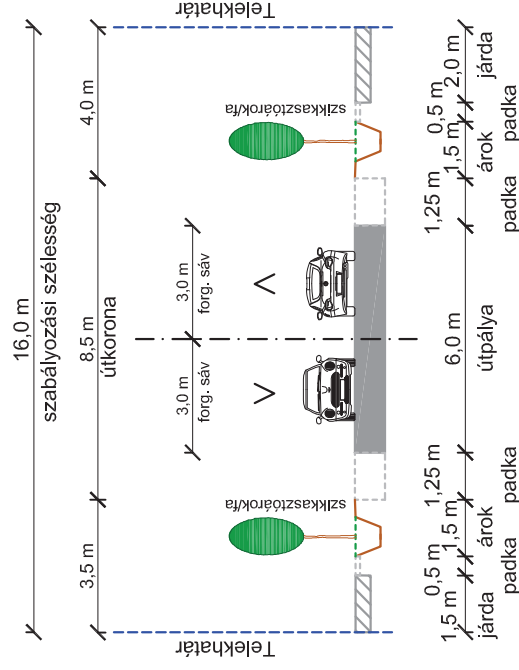 16,0 m
szabályozási szélesség
3,5 m
8,5 m
4,0 m
útkorona
3,0 m
forg. sáv
3,0 m
forg. sáv
Telekhatár
szikkasztóárok/fa
szikkasztóárok/fa
Telekhatár
1,5 m
járda
0,5 m
padka
1,5 m
árok
1,25 m
padka
6,0 m
útpálya
1,25 m
padka
1,5 m
árok
0,5 m
padka
2,0 m
járda